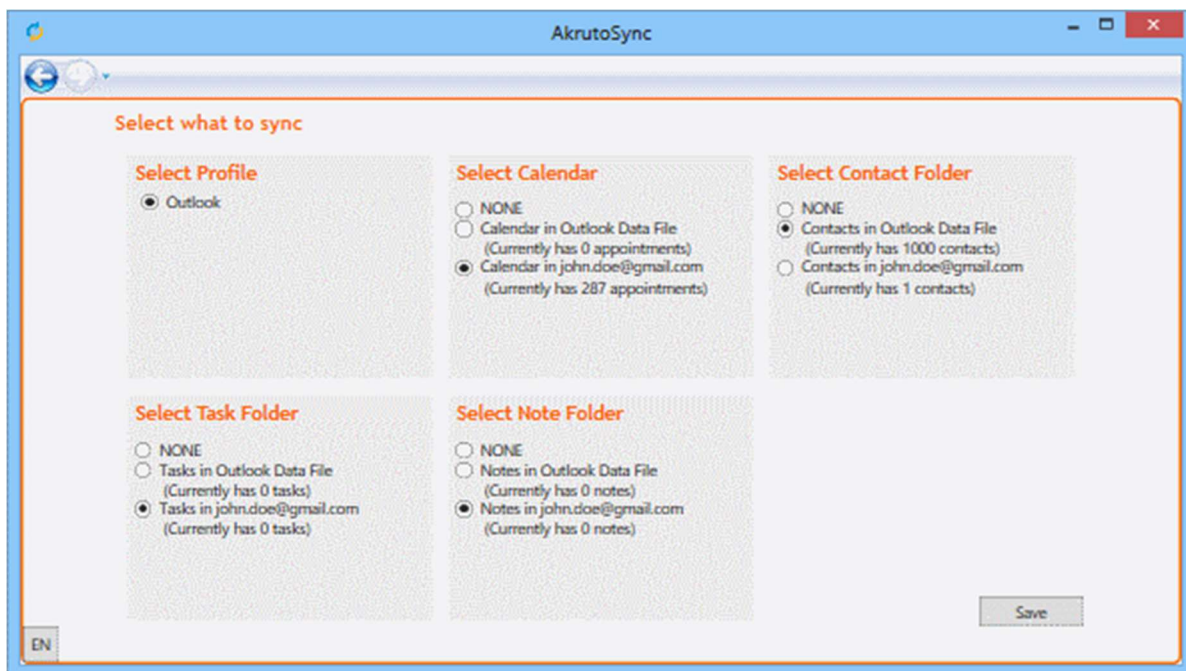 AkrutoSync
Select what to sync
Select Profile
Outlook
Select Calendar
NONE
Calendar in Outlook Data File
(Currently has 0 appointments)
Calendar in john.doe@gmail.com
(Currently has 287 appointments)
Select Contact Folder
NONE
Contacts in Outlook Data File
(Currently has 1000 contacts)
Contacts in john.doe@gmail.com
(Currently has 1 contacts)
Select Task Folder
NONE
Tasks in Outlook Data File
(Currently has 0 tasks)
Tasks in john.doe@gmail.com
(Currently has 0 tasks)
Select Note Folder
NONE
Notes in Outlook Data File
(Currently has 0 notes)
Notes in john.doe@gmail.com
(Currently has 0 notes)
Save
EN